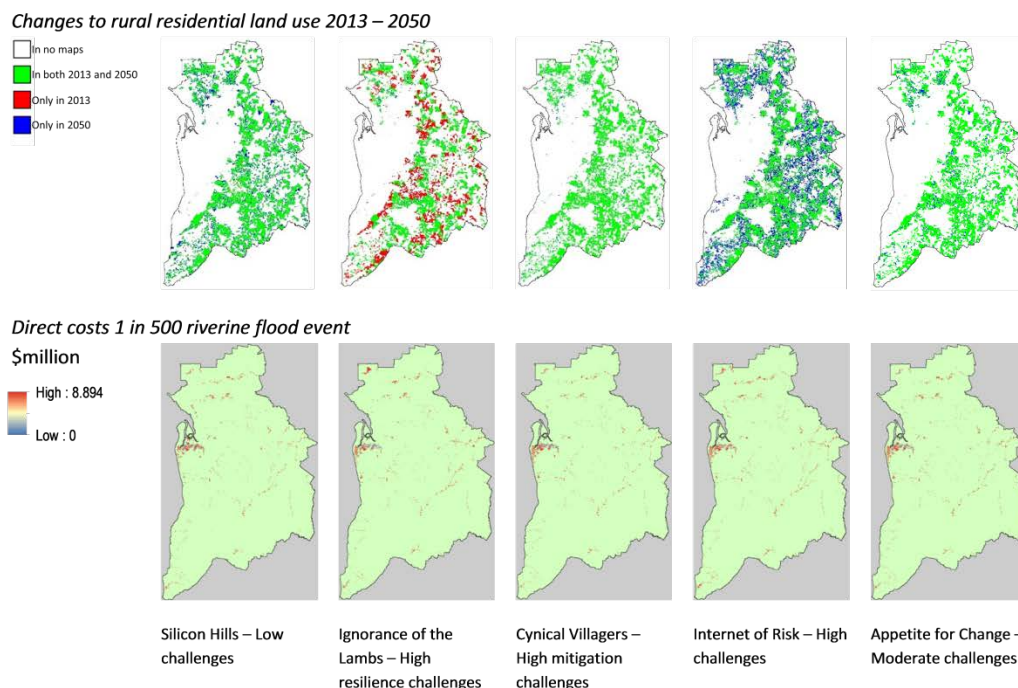 Changes to rural residential land use 2013 – 2050
In no maps
In both 2013 and 2050
Only in 2013
Only in 2050
Direct costs 1 in 500 riverine flood event
$million
High : 8.894
Low : 0
Silicon Hills – Low
challenges
Ignorance of the
Lambs – High
resilience challenges
Cynical Villagers –
High mitigation
challenges
Internet of Risk – High
challenges
Appetite for Change –
Moderate challenges